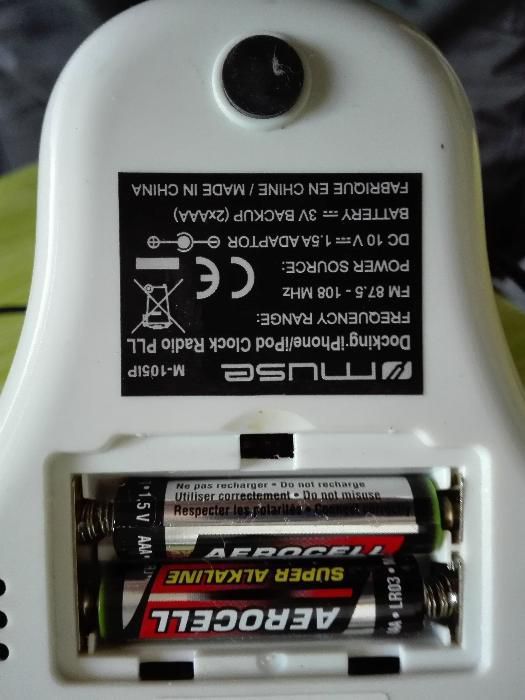 muse M-105IP
Docking iPhone/iPod Clock Radio PLL
FREQUENCY RANGE:
FM 87.5 - 108 MHz
POWER SOURCE:
DC 10 V 1.5A ADAPTOR
BATTERY 3V BACKUP (2xAAA)
FABRIQUE EN CHINE / MADE IN CHINA
CE
Ne pas recharger • Do not recharge
Utiliser correctement • Do not misuse
Respecter les polarités •
1.5 V AAA
AEROCELL
SUPER ALKALINE
AEROCELL
LR03